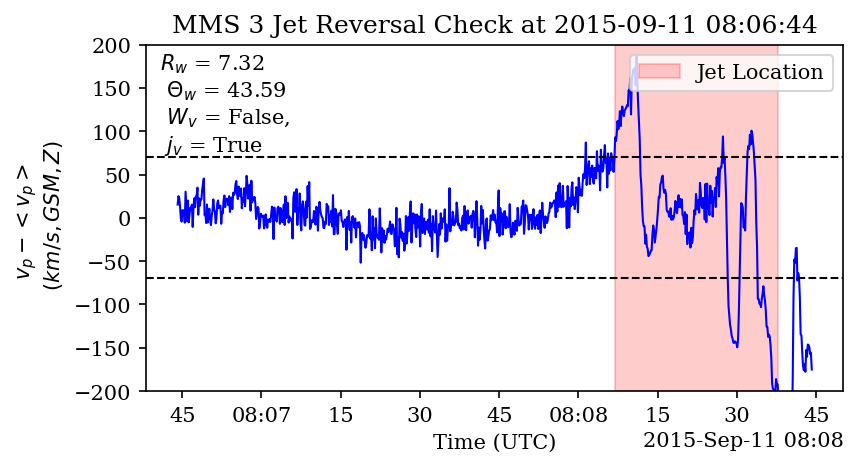 MMS 3 Jet Reversal Check at 2015-09-11 08:06:44
R_w = 7.32
Θ_w = 43.59
W_v = False,
j_v = True
Jet Location
v_p − < v_p >
(km/s, GSM, Z)
200
150
100
50
0
−50
−100
−150
−200
45 08:07 15 30 45 08:08 15 30 45
Time (UTC)
2015-Sep-11 08:08